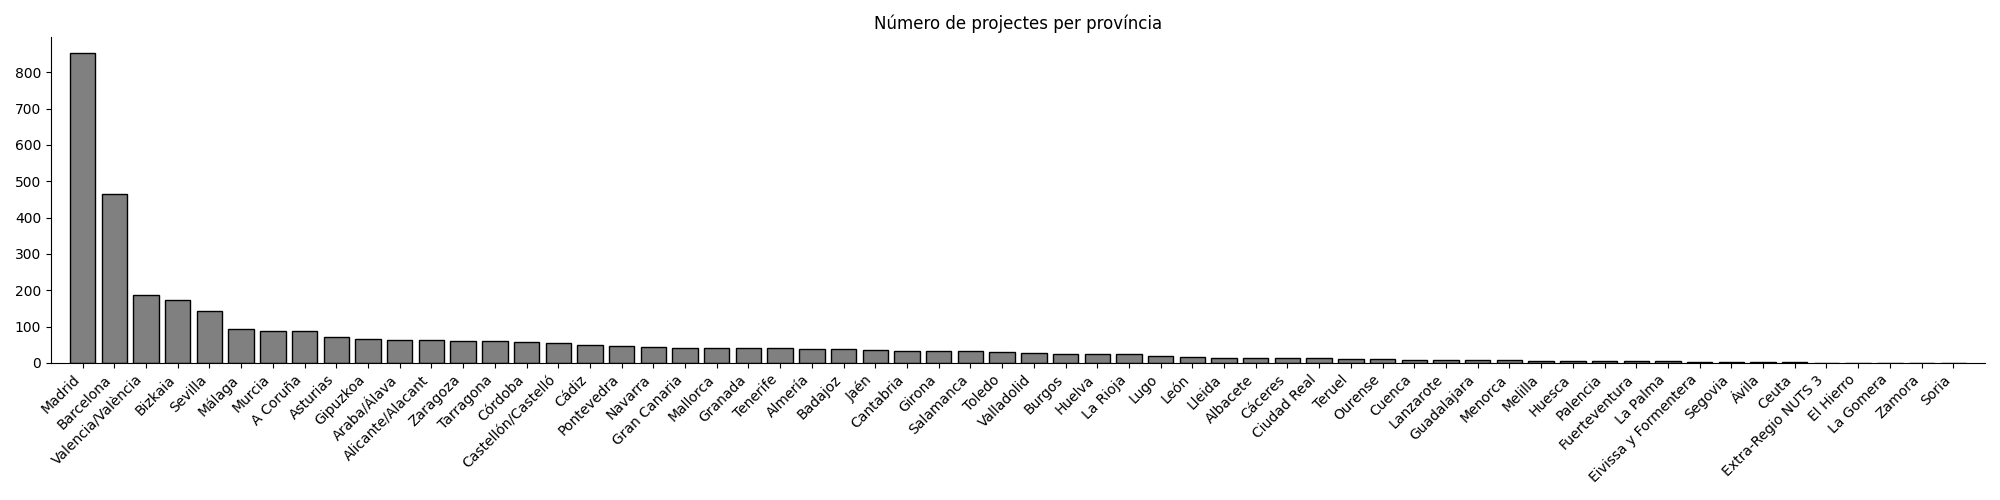 Número de projectes per província
800
700
600
500
400
300
200
100
0
Madrid
Barcelona
Valencia/València
Bizkaia
Sevilla
Málaga
Murcia
A Coruña
Asturias
Gipuzkoa
Araba/Álava
Alicante/Alacant
Zaragoza
Tarragona
Córdoba
Castellón/Castelló
Cádiz
Pontevedra
Navarra
Gran Canaria
Mallorca
Granada
Tenerife
Almería
Badajoz
Jaén
Cantabria
Girona
Salamanca
Toledo
Valladolid
Burgos
Huelva
La Rioja
Lugo
León
Lleida
Albacete
Cáceres
Ciudad Real
Teruel
Ourense
Cuenca
Lanzarote
Guadalajara
Menorca
Melilla
Huesca
Palencia
Fuerteventura
La Palma
Eivissa y Formentera
Segovia
Ávila
Ceuta
Extra-Regio NUTS 3
El Hierro
La Gomera
Zamora
Soria